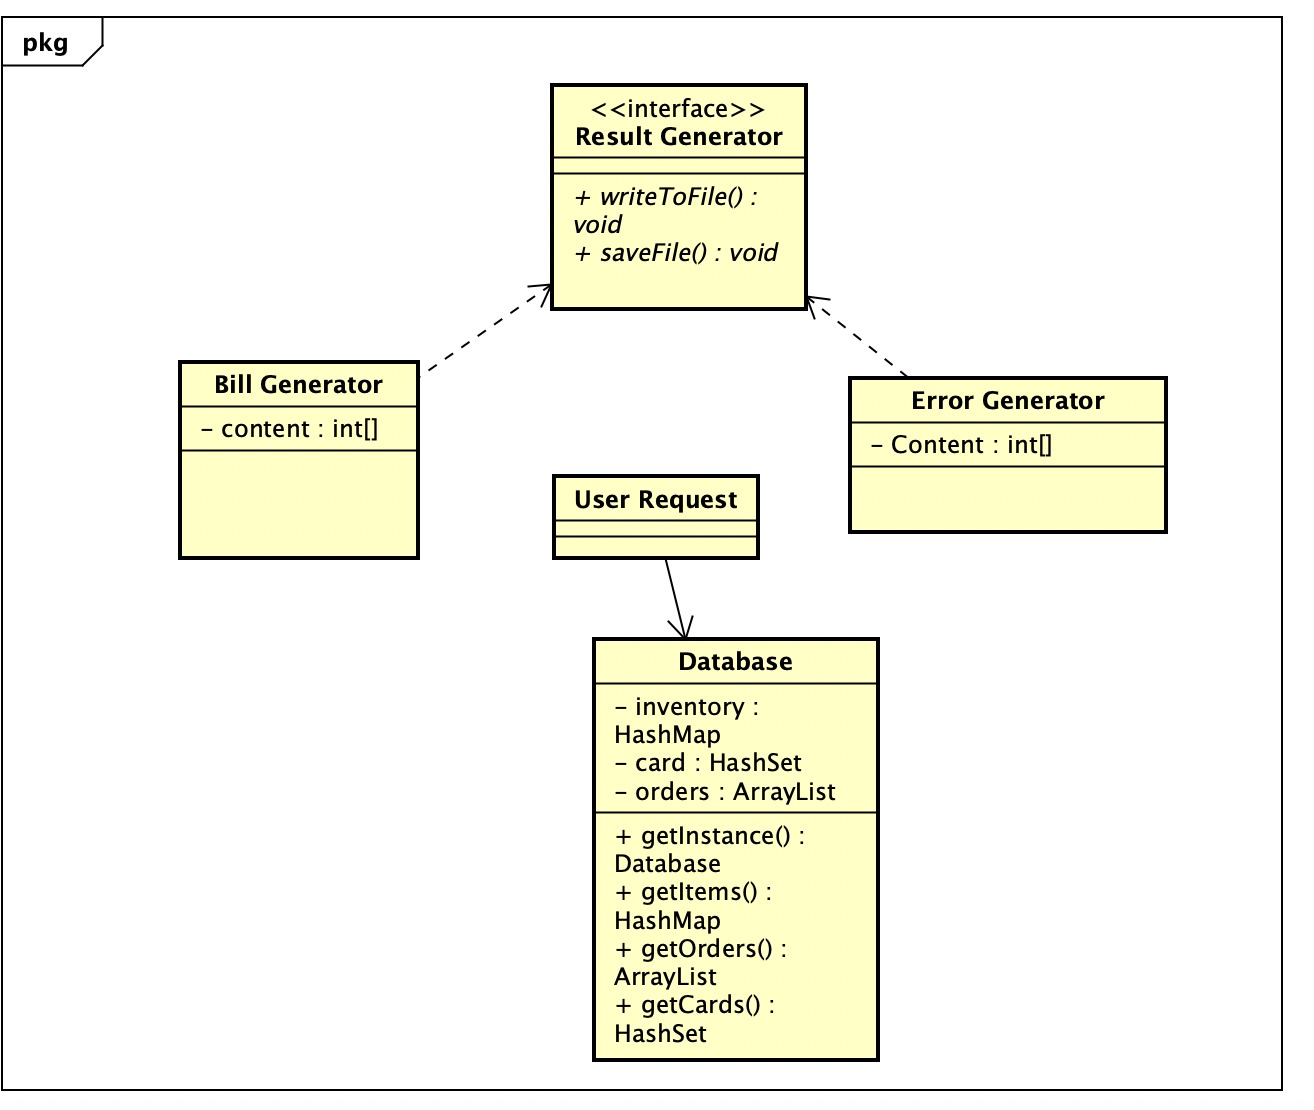 pkg
<<interface>>
Result Generator
+ writeToFile() :
void
+ saveFile() : void
Bill Generator
- content : int[]
Error Generator
- Content : int[]
User Request
Database
- inventory :
HashMap
- card : HashSet
- orders : ArrayList
+ getInstance() :
Database
+ getItems() :
HashMap
+ getOrders() :
ArrayList
+ getCards() :
HashSet